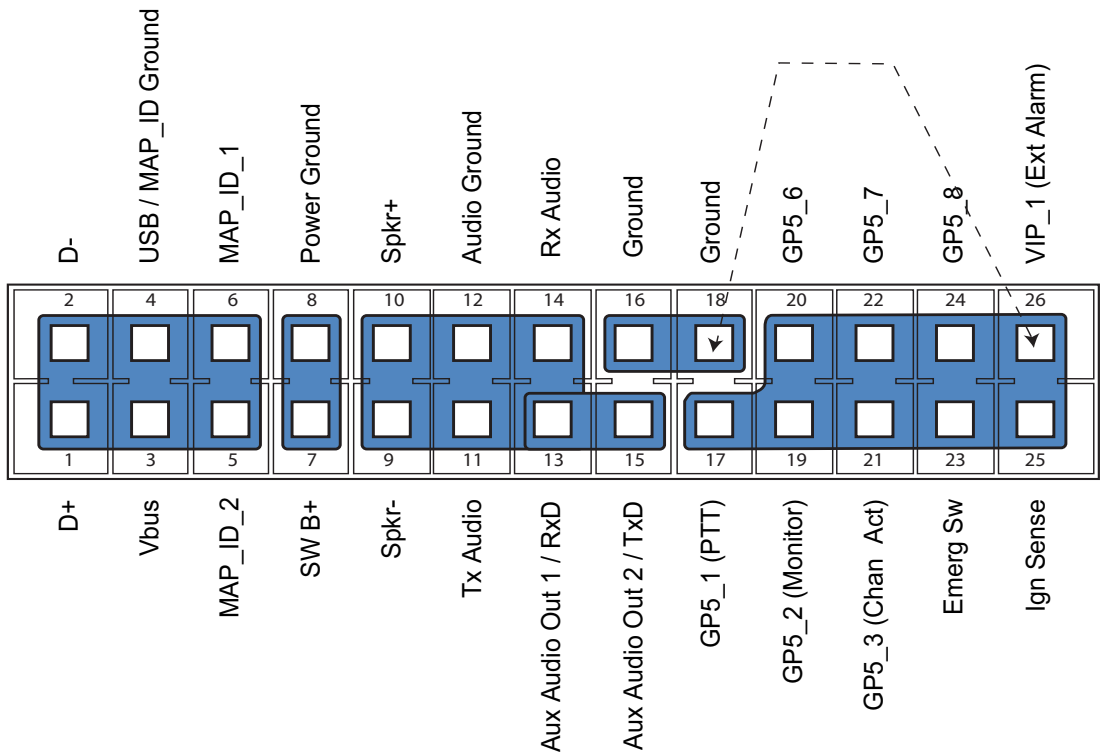 D-
USB / MAP_ID Ground
MAP_ID_1
Power Ground
Spkr+
Audio Ground
Rx Audio
Ground
Ground
GP5_6
GP5_7
GP5_8
VIP_1 (Ext Alarm)
2
4
6
8
10
12
14
16
18
20
22
24
26
1
3
5
7
9
11
13
15
17
19
21
23
25
D+
Vbus
MAP_ID_2
SW B+
Spkr-
Tx Audio
Aux Audio Out 1 / RxD
Aux Audio Out 2 / TxD
GP5_1 (PTT)
GP5_2 (Monitor)
GP5_3 (Chan Act)
Emerg Sw
Ign Sense